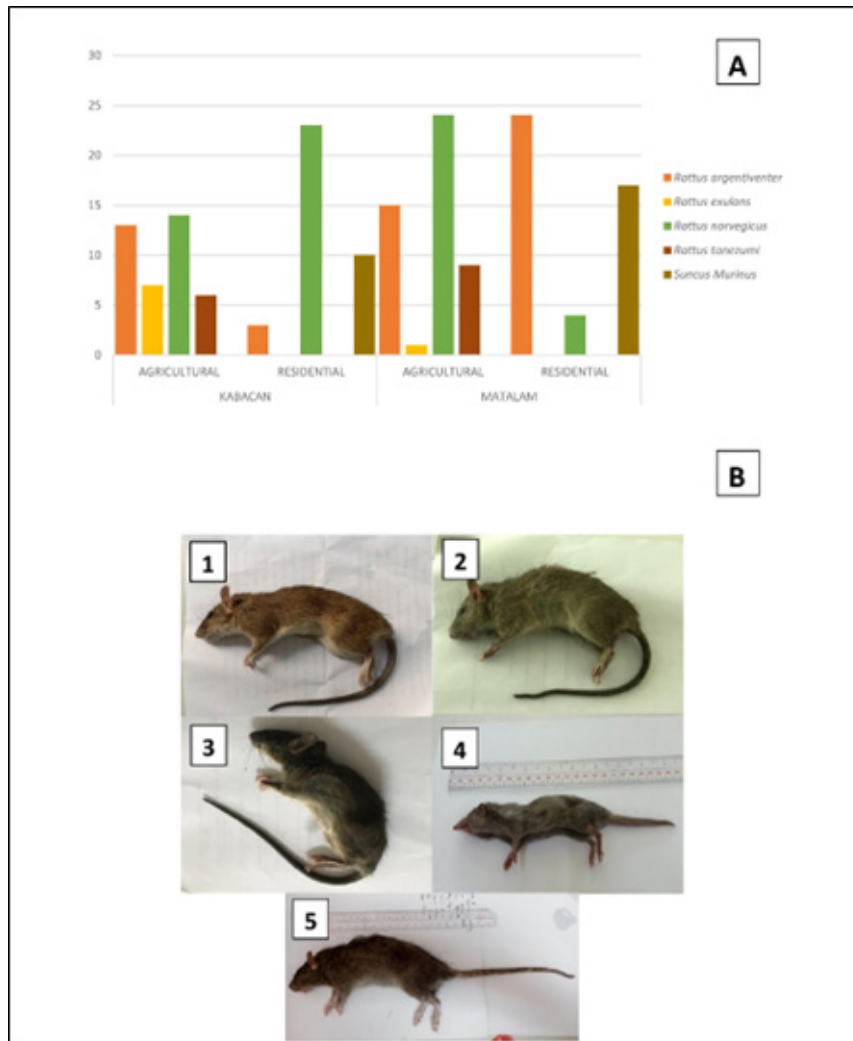 A
30
25
20
15
10
5
0
AGRICULTURAL RESIDENTIAL AGRICULTURAL RESIDENTIAL
KABACAN MATALAM
Rattus argentiventer
Rattus exulans
Rattus norvegicus
Rattus tanezumi
Suncus Murinus
B
1
2
3
4
5